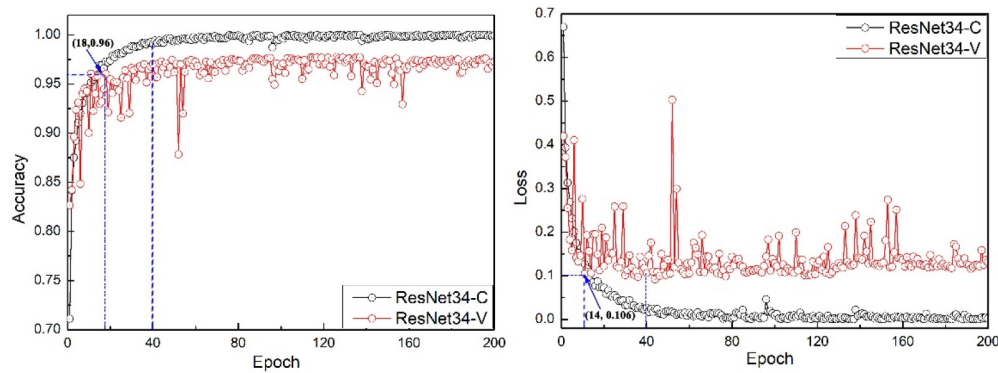 1.00
0.95
0.90
0.85
0.80
0.75
0.70
Accuracy
(18,0.96)
ResNet34-C
ResNet34-V
0 40 80 120 160 200
Epoch
0.7
0.6
0.5
0.4
0.3
0.2
0.1
0.0
Loss
ResNet34-C
ResNet34-V
(14, 0.106)
0 40 80 120 160 200
Epoch